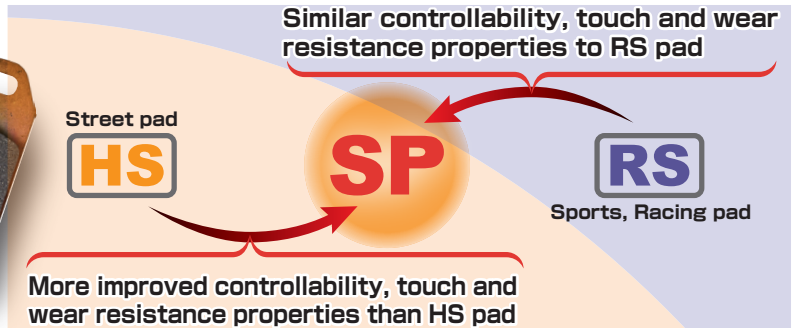 Similar controllability, touch and wear
resistance properties to RS pad
Street pad
HS
SP
RS
Sports, Racing pad
More improved controllability, touch and
wear resistance properties than HS pad